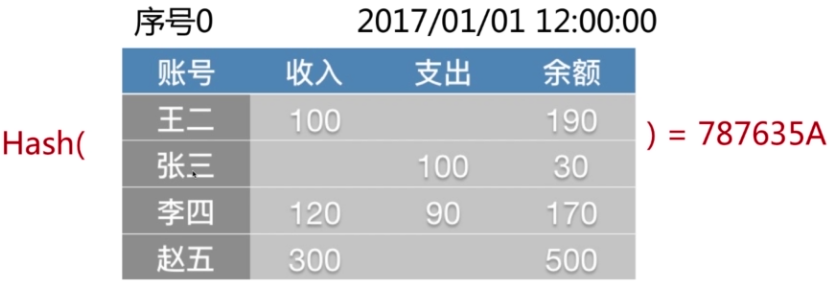 序号0 2017/01/01 12:00:00
账号 收入 支出 余额
王二 100 190
Hash( ) = 787635A
张三 100 30
李四 120 90 170
赵五 300 500